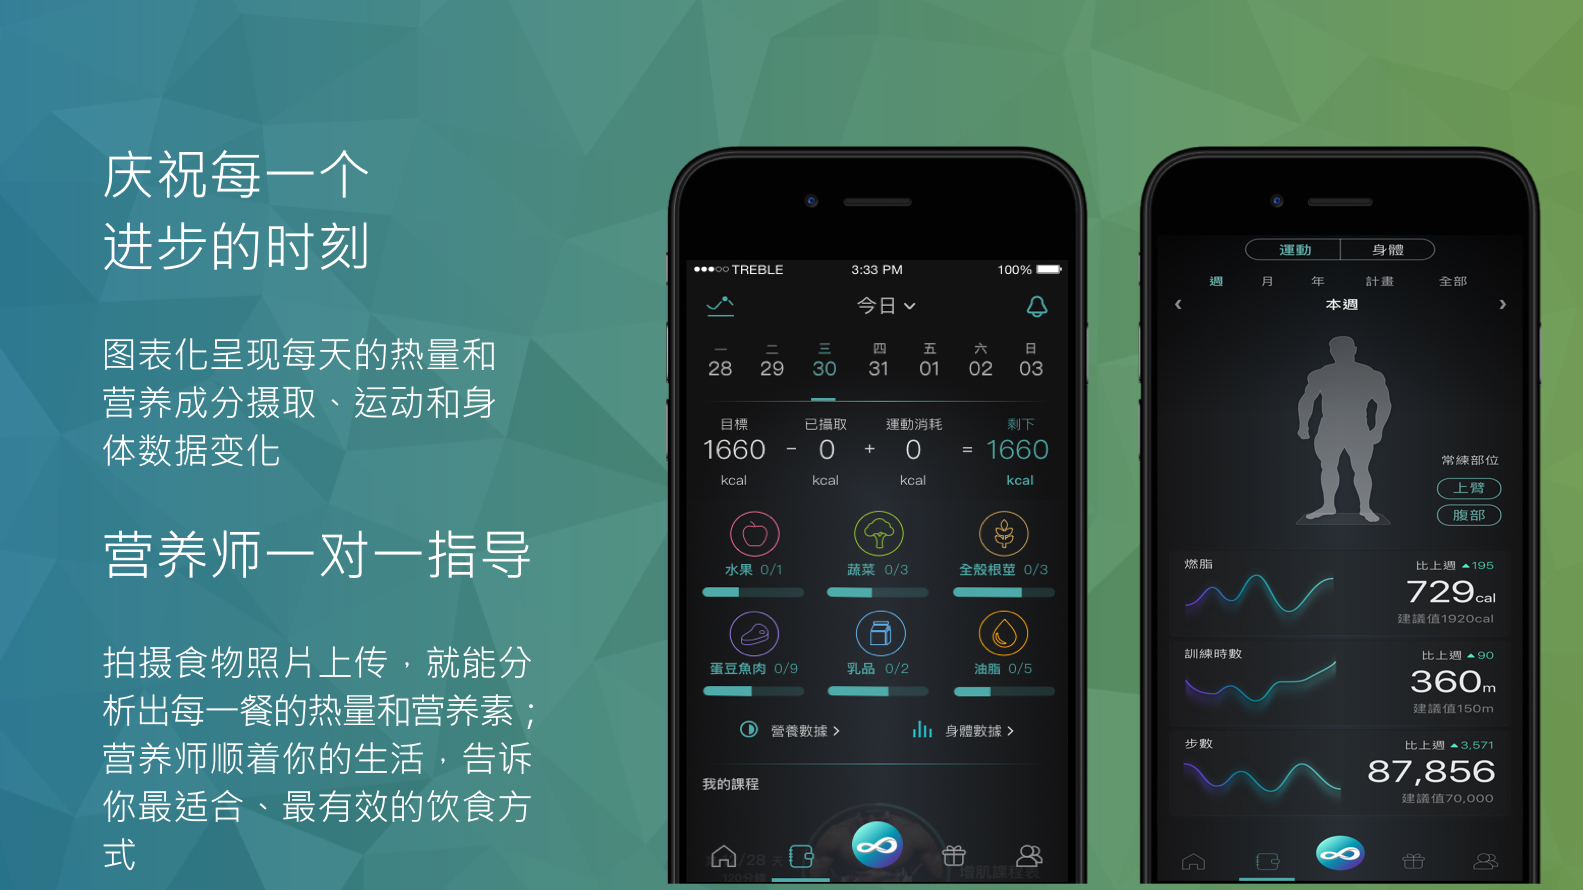 庆祝每一个
进步的时刻
图表化呈现每天的热量和
营养成分摄取、运动和身
体数据变化
营养师一对一指导
拍摄食物照片上传，就能分
析出每一餐的热量和营养素；
营养师顺着你的生活，告诉
你最适合、最有效的饮食方
式
TREBLE 3:33 PM 100%
今日
一 二 三 四 五 六 日
28 29 30 31 01 02 03
目標 已攝取 運動消耗 剩下
1660 - 0 + 0 = 1660
kcal kcal kcal kcal
水果 0/1 蔬菜 0/3 全穀根莖 0/3
蛋豆魚肉 0/9 乳品 0/2 油脂 0/5
營養數據 > 身體數據 >
我的課程
/28 天
120分鐘 增肌課程表
運動 身體
週 月 年 計畫 全部
‹ 本週 ›
常練部位
上臂
腹部
燃脂 比上週 ▲195
729cal
建議值1920cal
訓練時數 比上週 ▲90
360m
建議值150m
步數 比上週 ▲3,571
87,856
建議值70,000